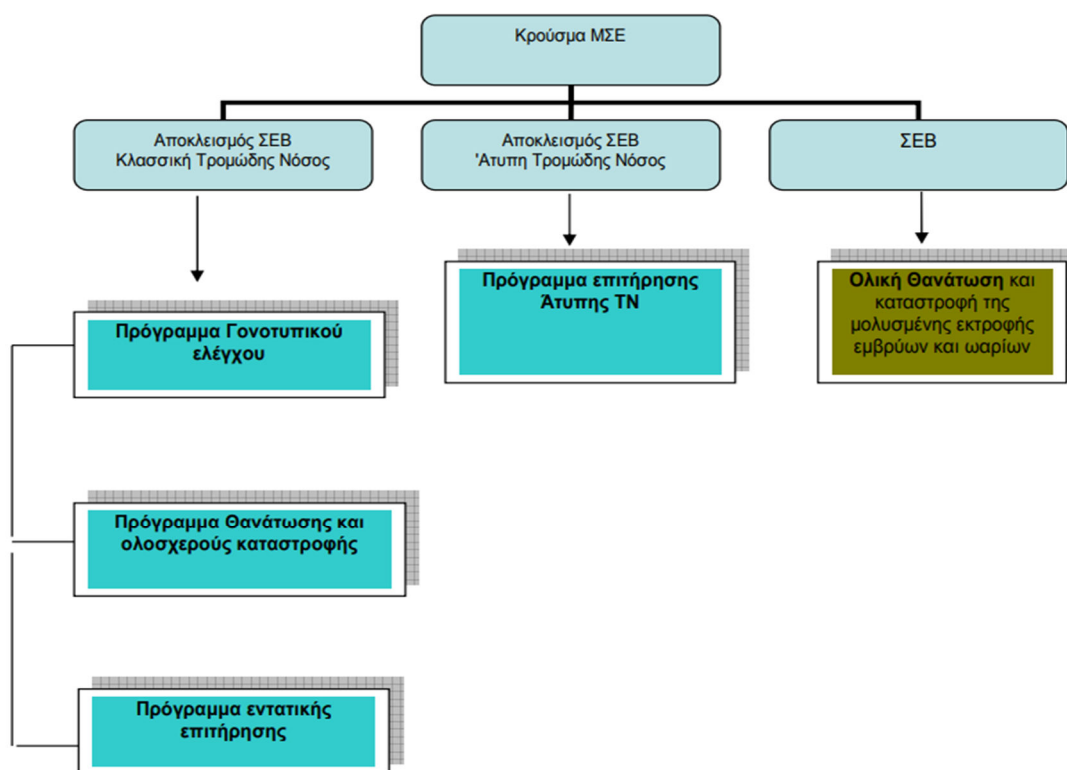 Κρούσμα ΜΣΕ
Αποκλεισμός ΣΕΒ
Κλασσική Τρομώδης Νόσος
Αποκλεισμός ΣΕΒ
'Ατυπη Τρομώδης Νόσος
ΣΕΒ
Πρόγραμμα Γονοτυπικού
ελέγχου
Πρόγραμμα επιτήρησης
Άτυπης ΤΝ
Ολική Θανάτωση και
καταστροφή της
μολυσμένης εκτροφής
εμβρύων και ωαρίων
Πρόγραμμα Θανάτωσης και
ολοσχερούς καταστροφής
Πρόγραμμα εντατικής
επιτήρησης